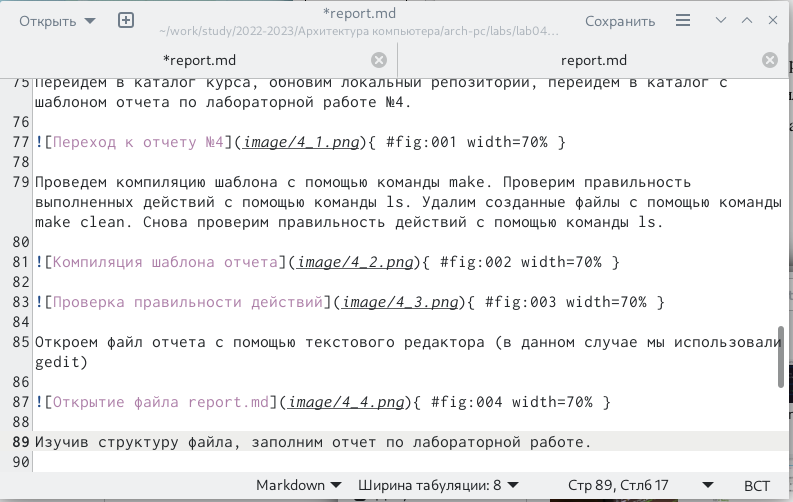 Открыть
*report.md
~/work/study/2022-2023/Архитектура компьютера/arch-pc/labs/lab04…
Сохранить
*report.md
report.md
75 Перейдем в каталог курса, обновим локальный репозиторий, перейдем в каталог с
шаблоном отчета по лабораторной работе №4.
76
77 ![Переход к отчету №4](image/4_1.png){ #fig:001 width=70% }
78
79 Проведем компиляцию шаблона с помощью команды make. Проверим правильность
выполненных действий с помощью команды ls. Удалим созданные файлы с помощью команды
make clean. Снова проверим правильность действий с помощью команды ls.
80
81 ![Компиляция шаблона отчета](image/4_2.png){ #fig:002 width=70% }
82
83 ![Проверка правильности действий](image/4_3.png){ #fig:003 width=70% }
84
85 Откроем файл отчета с помощью текстового редактора (в данном случае мы использовали
gedit)
86
87 ![Открытие файла report.md](image/4_4.png){ #fig:004 width=70% }
88
89 Изучив структуру файла, заполним отчет по лабораторной работе.
90
Markdown Ширина табуляции: 8 Стр 89, Стлб 17 ВСТ